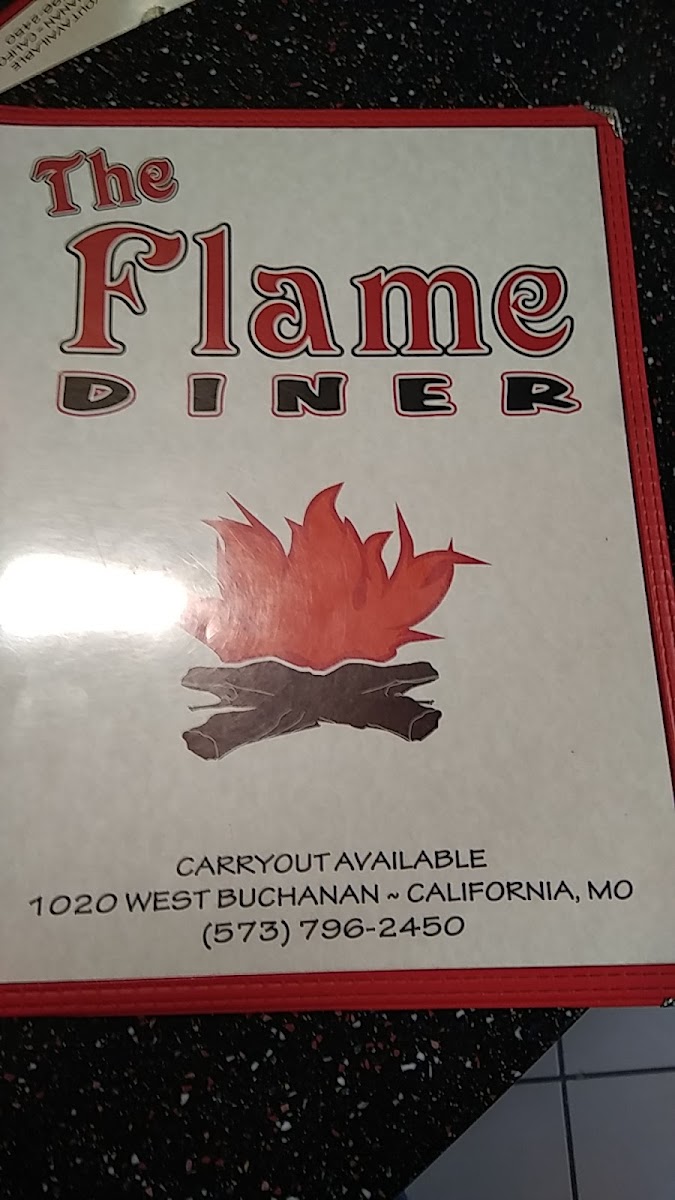 The
Flame
DINER
CARRYOUT AVAILABLE
1020 WEST BUCHANAN ~ CALIFORNIA, MO
(573) 796-2450